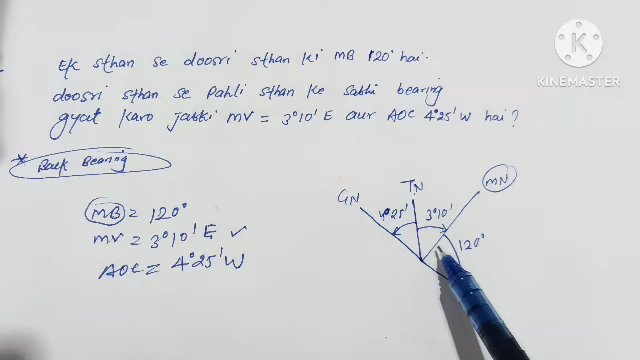 Ek sthan se doosri sthan ki MB 120° hai.
doosri sthan se Pahli sthan ke sabhi bearing
gyat karo jabki MV = 3°10' E aur AOC 4°25' W hai?
* Back Bearing
MB = 120°
MV = 3°10' E ✓
AOC = 4°25' W
GN TN MN
4°25' 3°10'
120°
K
KINEMASTER